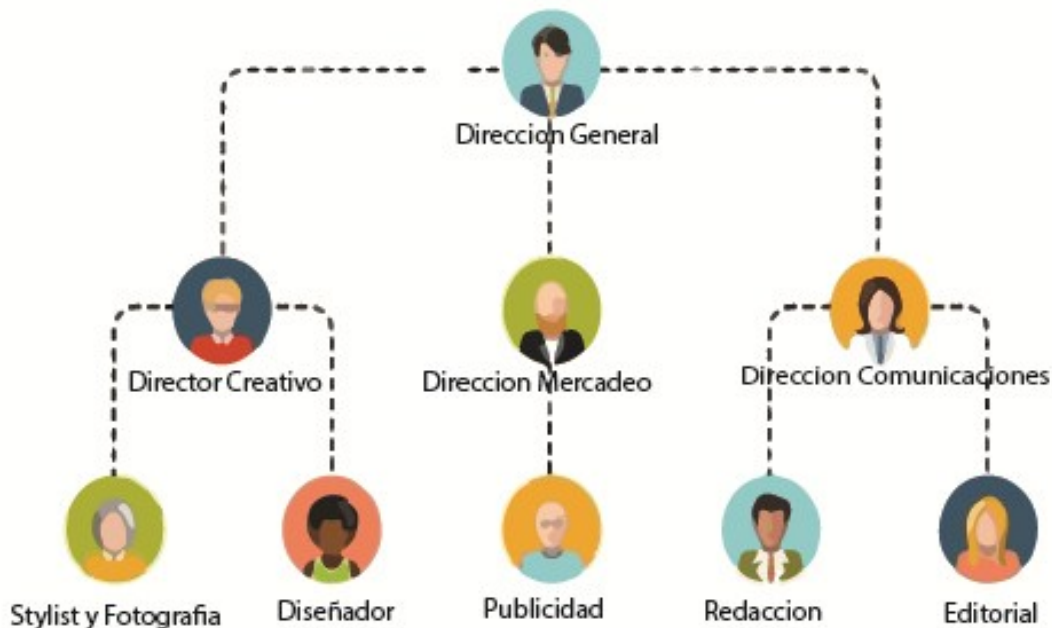 Direccion General
Director Creativo
Direccion Mercadeo
Direccion Comunicaciones
Stylist y Fotografia
Diseñador
Publicidad
Redaccion
Editorial